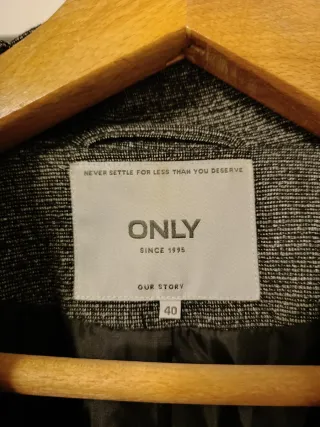 NEVER SETTLE FOR LESS THAN YOU DESERVE
ONLY
SINCE 1995
OUR STORY
40